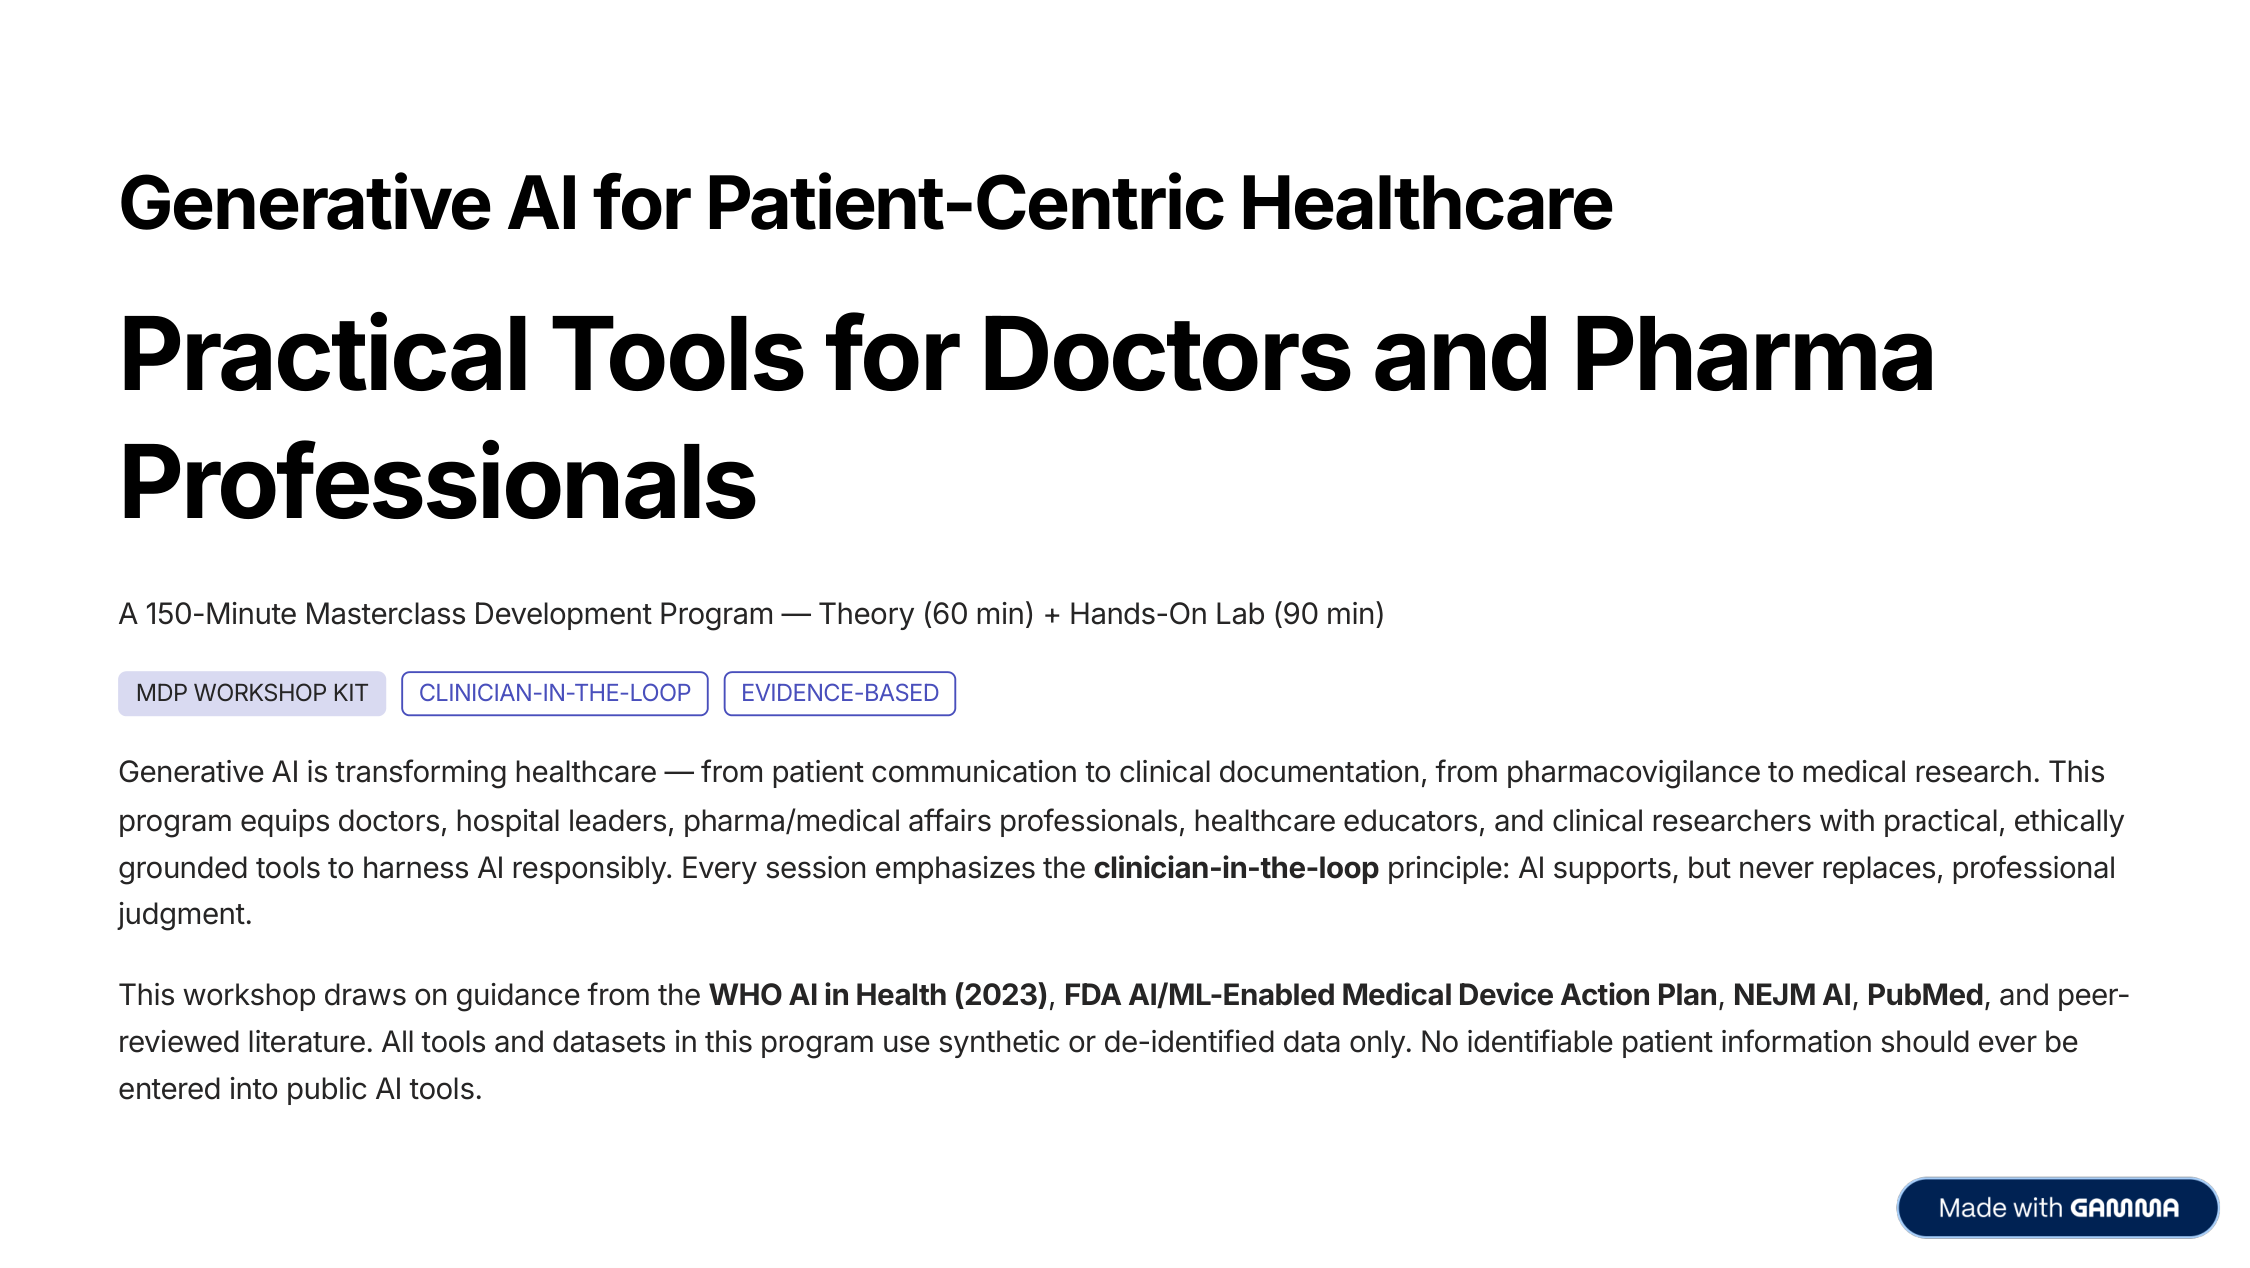 Generative AI for Patient-Centric Healthcare
Practical Tools for Doctors and Pharma
Professionals
A 150-Minute Masterclass Development Program — Theory (60 min) + Hands-On Lab (90 min)
MDP WORKSHOP KIT
CLINICIAN-IN-THE-LOOP
EVIDENCE-BASED
Generative AI is transforming healthcare — from patient communication to clinical documentation, from pharmacovigilance to medical research. This
program equips doctors, hospital leaders, pharma/medical affairs professionals, healthcare educators, and clinical researchers with practical, ethically
grounded tools to harness AI responsibly. Every session emphasizes the clinician-in-the-loop principle: AI supports, but never replaces, professional
judgment.
This workshop draws on guidance from the WHO AI in Health (2023), FDA AI/ML-Enabled Medical Device Action Plan, NEJM AI, PubMed, and peer-
reviewed literature. All tools and datasets in this program use synthetic or de-identified data only. No identifiable patient information should ever be
entered into public AI tools.
Made with GAMMA